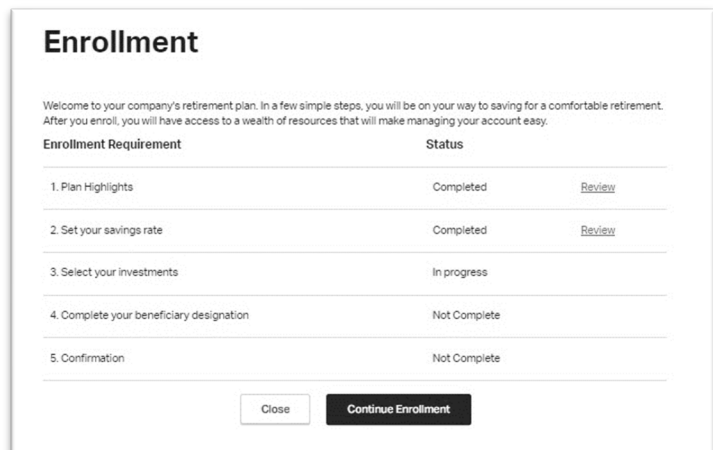 Enrollment
Welcome to your company's retirement plan. In a few simple steps, you will be on your way to saving for a comfortable retirement.
After you enroll, you will have access to a wealth of resources that will make managing your account easy.
Enrollment Requirement Status
1. Plan Highlights Completed Review
2. Set your savings rate Completed Review
3. Select your investments In progress
4. Complete your beneficiary designation Not Complete
5. Confirmation Not Complete
Close Continue Enrollment